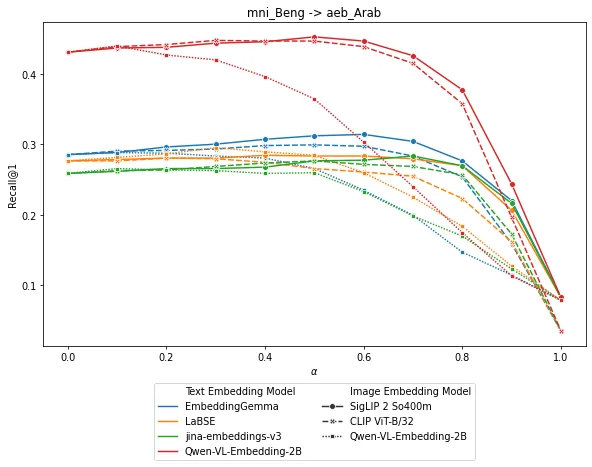 mni_Beng -> aeb_Arab
Recall@1
0.4
0.3
0.2
0.1
0.0 0.2 0.4 0.6 0.8 1.0
α
Text Embedding Model Image Embedding Model
EmbeddingGemma SigLIP 2 So400m
LaBSE CLIP ViT-B/32
jina-embeddings-v3 Qwen-VL-Embedding-2B
Qwen-VL-Embedding-2B